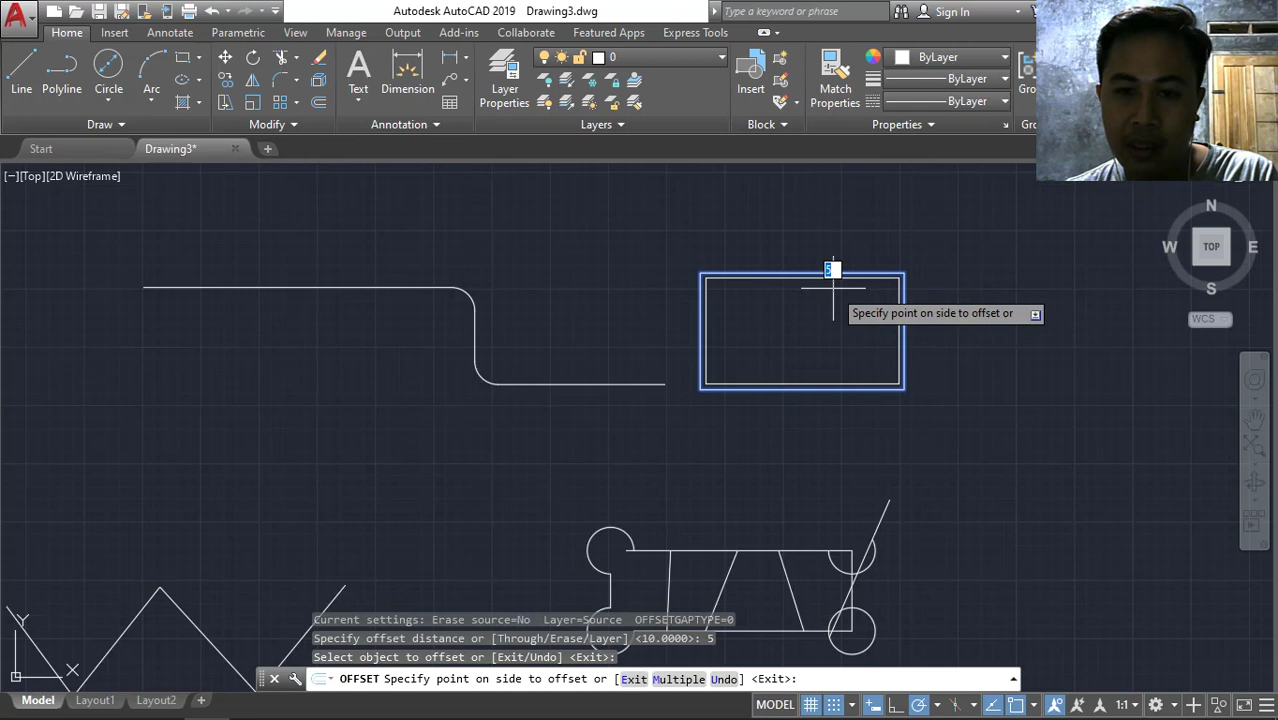 Autodesk AutoCAD 2019 Drawing3.dwg
Type a keyword or phrase
Sign In
Home Insert Annotate Parametric View Manage Output Add-ins Collaborate Featured Apps Express Tools
0
ByLayer
ByLayer
ByLayer
Line Polyline Circle Arc
Text Dimension
Layer Properties
Insert
Match Properties
Draw Modify Annotation Layers Block Properties
Start Drawing3*
[−][Top][2D Wireframe]
N
W TOP E
S
WCS
5
Specify point on side to offset or
Y
X
Current settings: Erase source=No Layer=Source OFFSETGAPTYPE=0
Specify offset distance or [Through/Erase/Layer] <10.0000>: 5
Select object to offset or [Exit/Undo] <Exit>:
OFFSET Specify point on side to offset or [Exit Multiple Undo] <Exit>:
Model Layout1 Layout2
MODEL
1:1